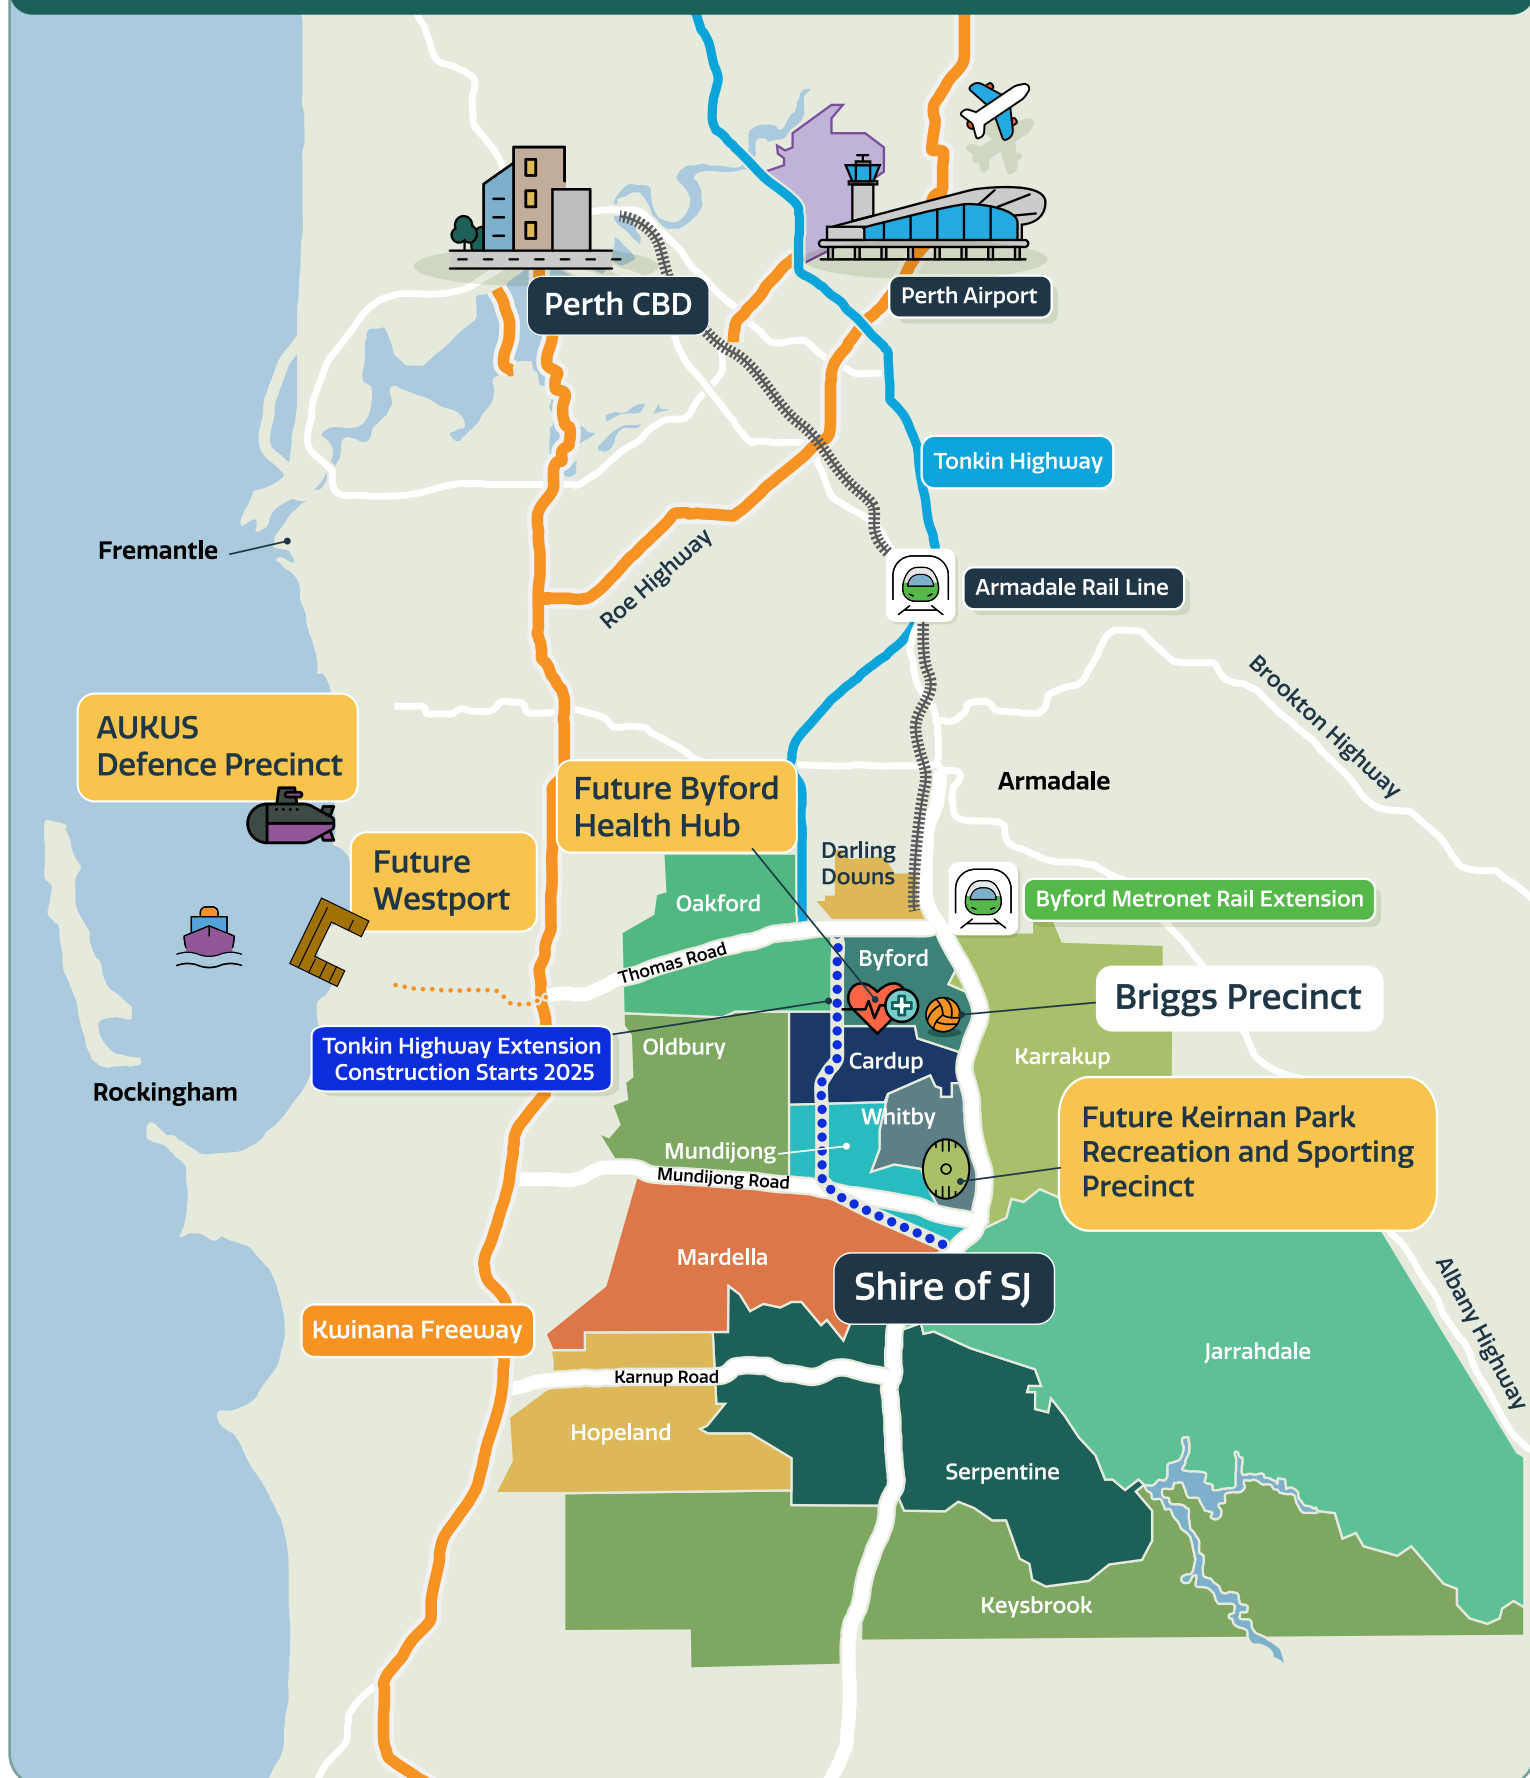 Perth CBD
Perth Airport
Tonkin Highway
Fremantle
Roe Highway
Armadale Rail Line
Brookton Highway
AUKUS
Defence Precinct
Future Byford
Health Hub
Armadale
Future
Westport
Darling
Downs
Oakford
Byford Metronet Rail Extension
Thomas Road
Byford
Briggs Precinct
Tonkin Highway Extension
Construction Starts 2025
Oldbury
Cardup
Karrakup
Rockingham
Whitby
Future Keirnan Park
Recreation and Sporting
Precinct
Mundijong
Mundijong Road
Mardella
Shire of SJ
Albany Highway
Kwinana Freeway
Jarrahdale
Karnup Road
Hopeland
Serpentine
Keysbrook